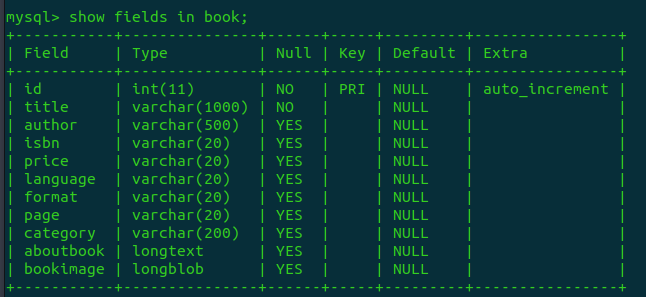 mysql> show fields in book;
+-----------+---------------+------+-----+---------+----------------+
| Field     | Type          | Null | Key | Default | Extra          |
+-----------+---------------+------+-----+---------+----------------+
| id        | int(11)       | NO   | PRI | NULL    | auto_increment |
| title     | varchar(1000) | NO   |     | NULL    |                |
| author    | varchar(500)  | YES  |     | NULL    |                |
| isbn      | varchar(20)   | YES  |     | NULL    |                |
| price     | varchar(20)   | YES  |     | NULL    |                |
| language  | varchar(20)   | YES  |     | NULL    |                |
| format    | varchar(20)   | YES  |     | NULL    |                |
| page      | varchar(20)   | YES  |     | NULL    |                |
| category  | varchar(200)  | YES  |     | NULL    |                |
| aboutbook | longtext      | YES  |     | NULL    |                |
| bookimage | longblob      | YES  |     | NULL    |                |
+-----------+---------------+------+-----+---------+----------------+